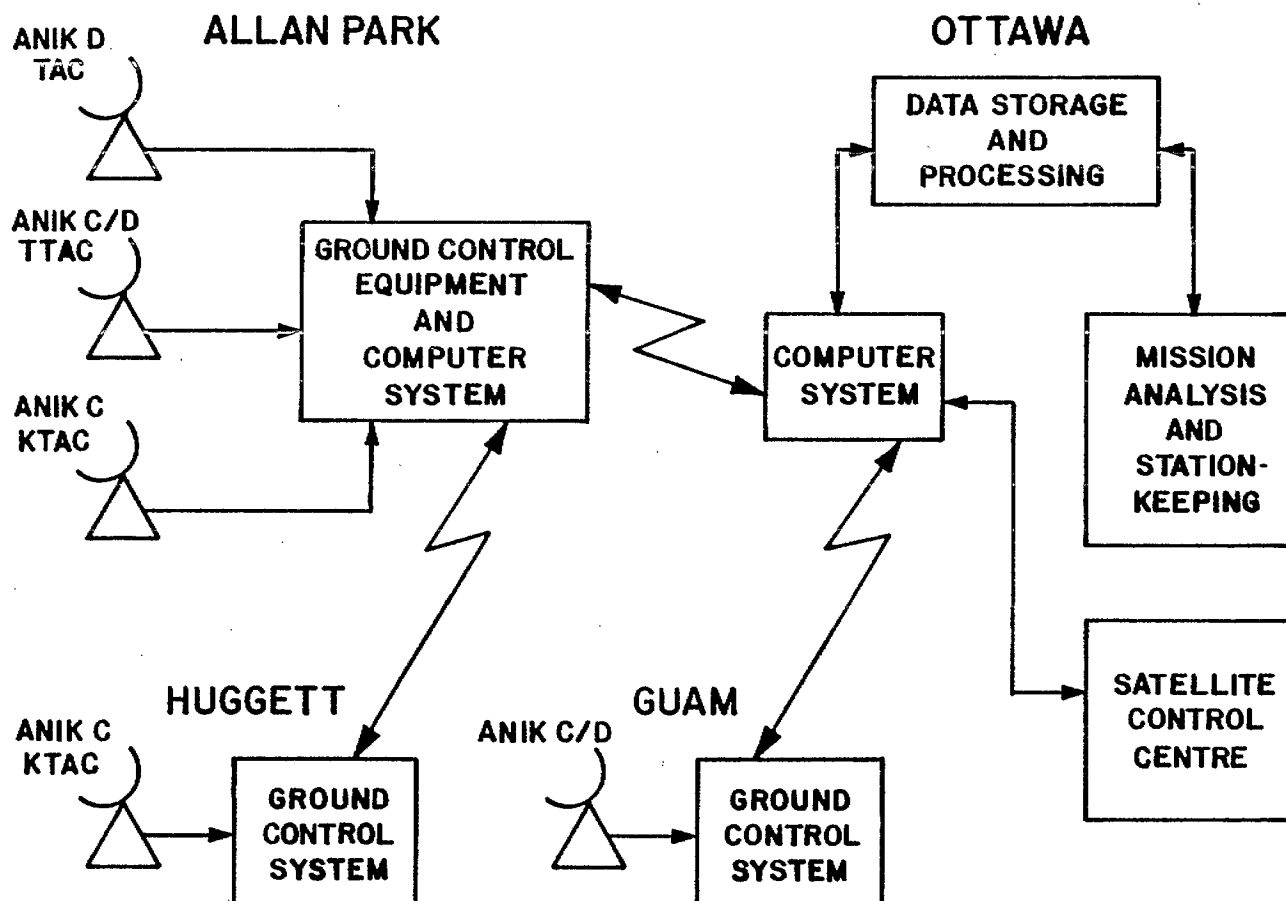 ALLAN PARK
OTTAWA
ANIK D
TAC
ANIK C/D
TTAC
ANIK C
KTAC
GROUND CONTROL
EQUIPMENT
AND
COMPUTER
SYSTEM
DATA STORAGE
AND
PROCESSING
COMPUTER
SYSTEM
MISSION
ANALYSIS
AND
STATION-
KEEPING
SATELLITE
CONTROL
CENTRE
HUGGETT
ANIK C
KTAC
GROUND
CONTROL
SYSTEM
GUAM
ANIK C/D
GROUND
CONTROL
SYSTEM